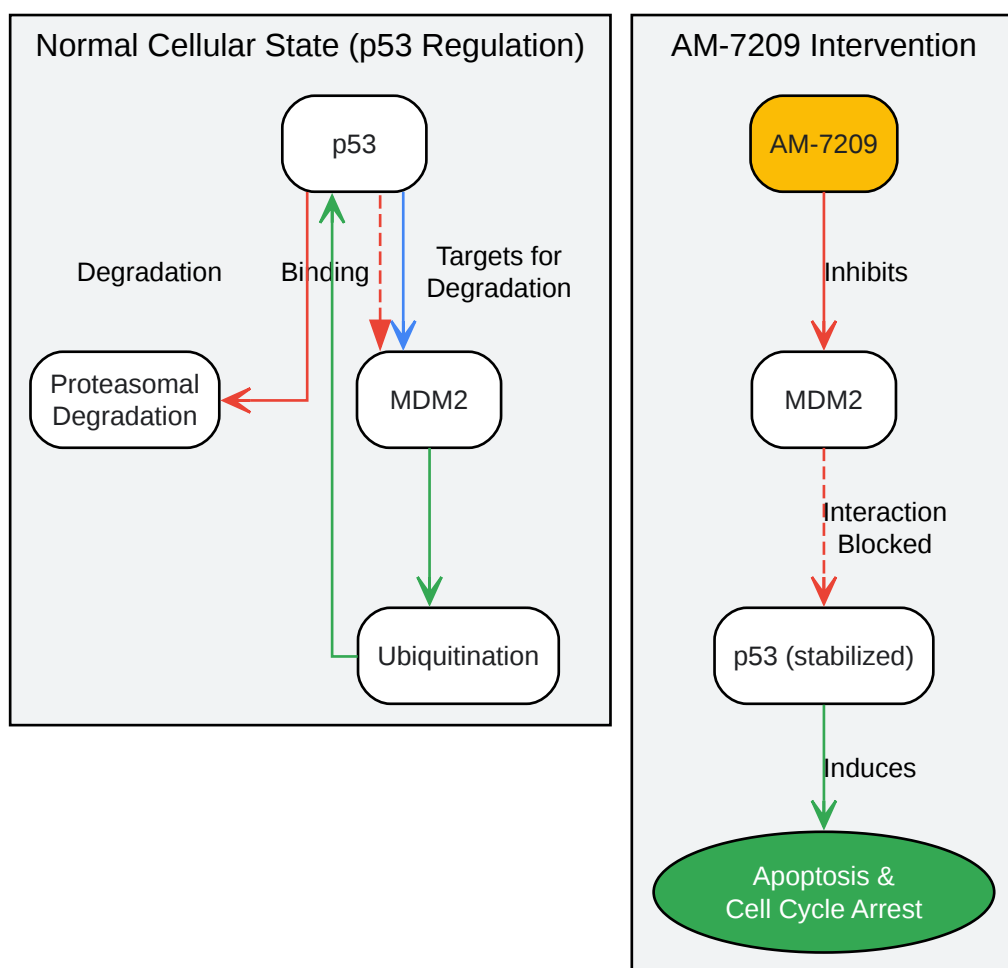 Normal Cellular State (p53 Regulation)
p53
Degradation
Binding
Targets for
Degradation
Proteasomal
Degradation
MDM2
Ubiquitination
AM-7209 Intervention
AM-7209
Inhibits
MDM2
Interaction
Blocked
p53 (stabilized)
Induces
Apoptosis &
Cell Cycle Arrest